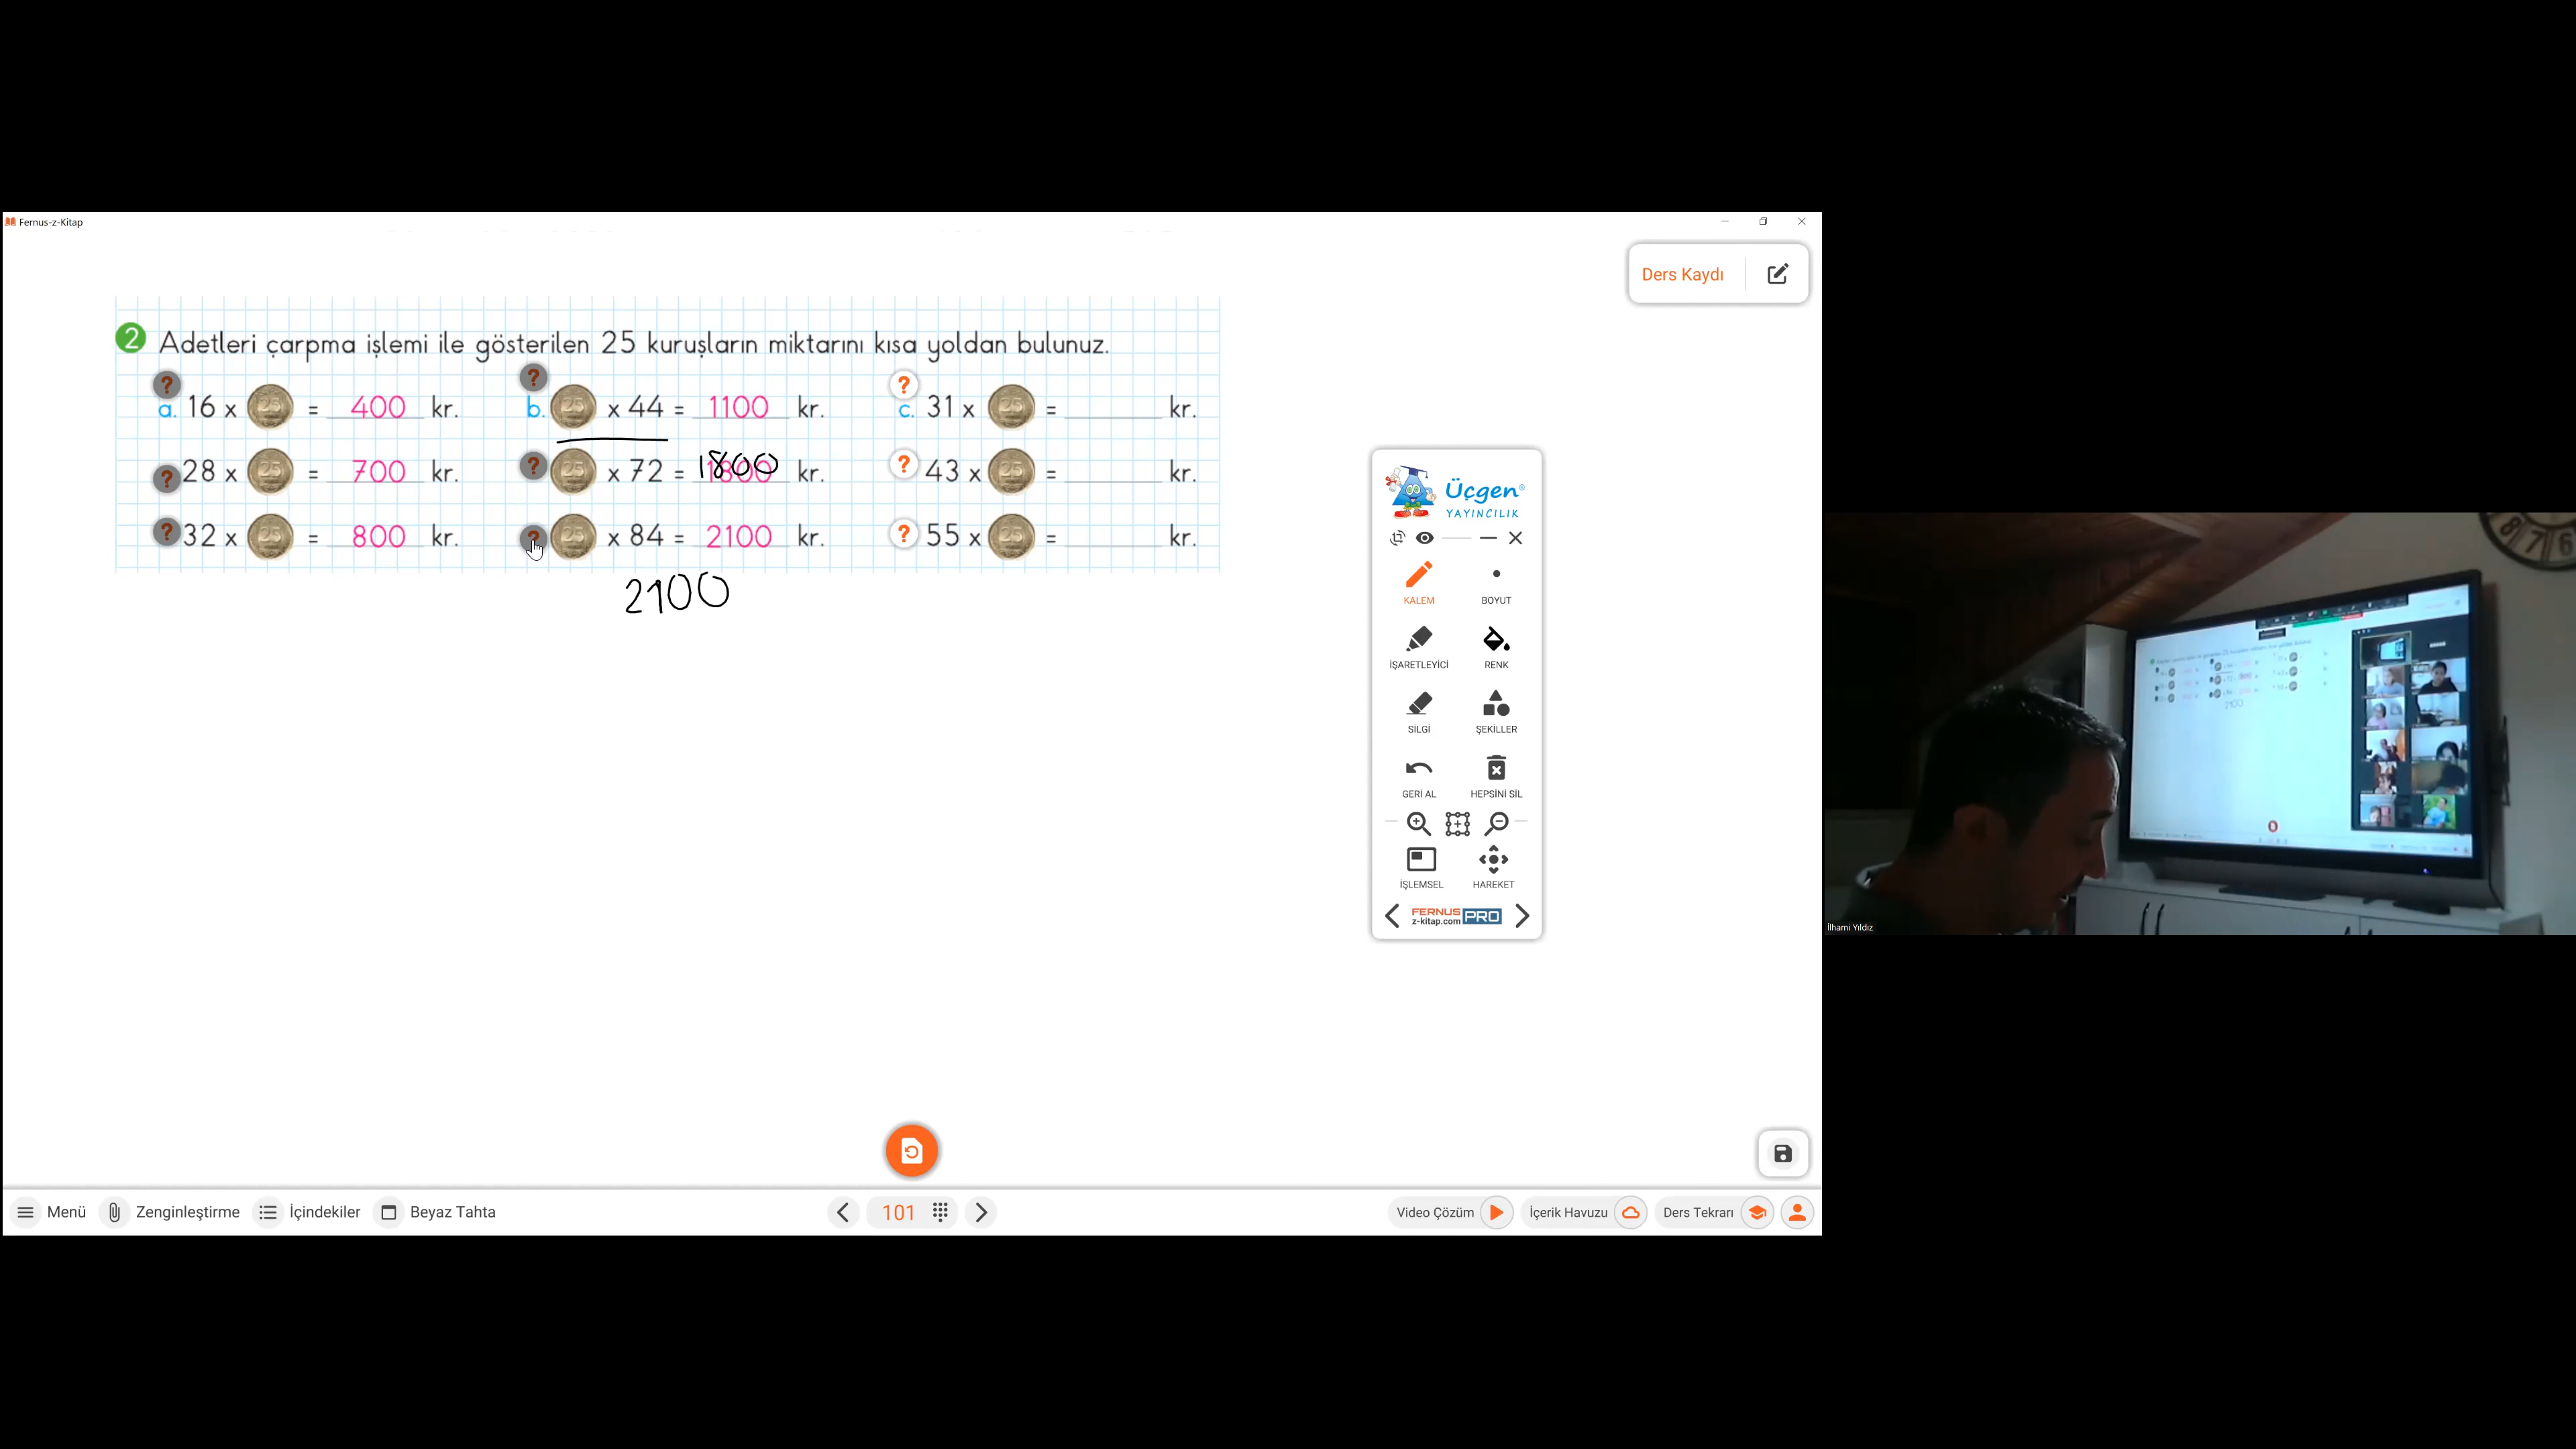 Fernus-z-Kitap
Ders Kaydı
2 Adetleri çarpma işlemi ile gösterilen 25 kuruşların miktarını kısa yoldan bulunuz.
? a. 16 x 25 = 400 kr.
? b. 25 x 44 = 1100 kr.
? c. 31 x 25 = kr.
? 28 x 25 = 700 kr.
? 25 x 72 = 1800 kr.
1800
? 43 x 25 = kr.
? 32 x 25 = 800 kr.
? 25 x 84 = 2100 kr.
? 55 x 25 = kr.
2100
Üçgen
YAYINCILIK
KALEM BOYUT
İŞARETLEYİCİ RENK
SİLGİ ŞEKİLLER
GERİ AL HEPSİNİ SİL
İŞLEMSEL HAREKET
FERNUS PRO
z-kitap.com
İlhami Yıldız
Menü Zenginleştirme İçindekiler Beyaz Tahta 101 Video Çözüm İçerik Havuzu Ders Tekrarı